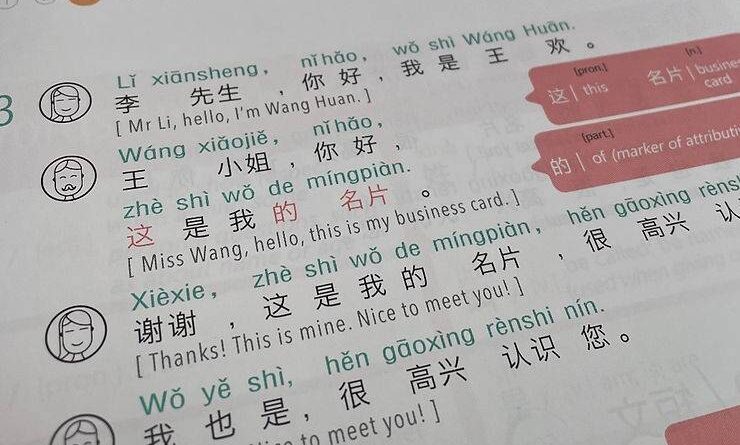 3
Lǐ xiānsheng, nǐhǎo, wǒ shì Wáng Huān.
李 先生，你好，我是王 欢。
[ Mr Li, hello, I'm Wang Huan. ]
Wáng xiǎojiě, nǐhǎo,
王 小姐，你好，
zhè shì wǒ de míngpiàn.
这是我的 名片。
[ Miss Wang, hello, this is my business card. ]
Xièxie, zhè shì wǒ de míngpiàn, hěn gāoxìng
谢谢，这是我的 名片，很 高兴
[ Thanks! This is mine. Nice to meet you! ]
Wǒ yě shì, hěn gāoxìng rènshi nín.
我也是，很 高兴 认识 您。
to meet you! ]
[pron.]
这 | this
[n.]
名片 | business
card
[part.]
的 | of (marker of
短文